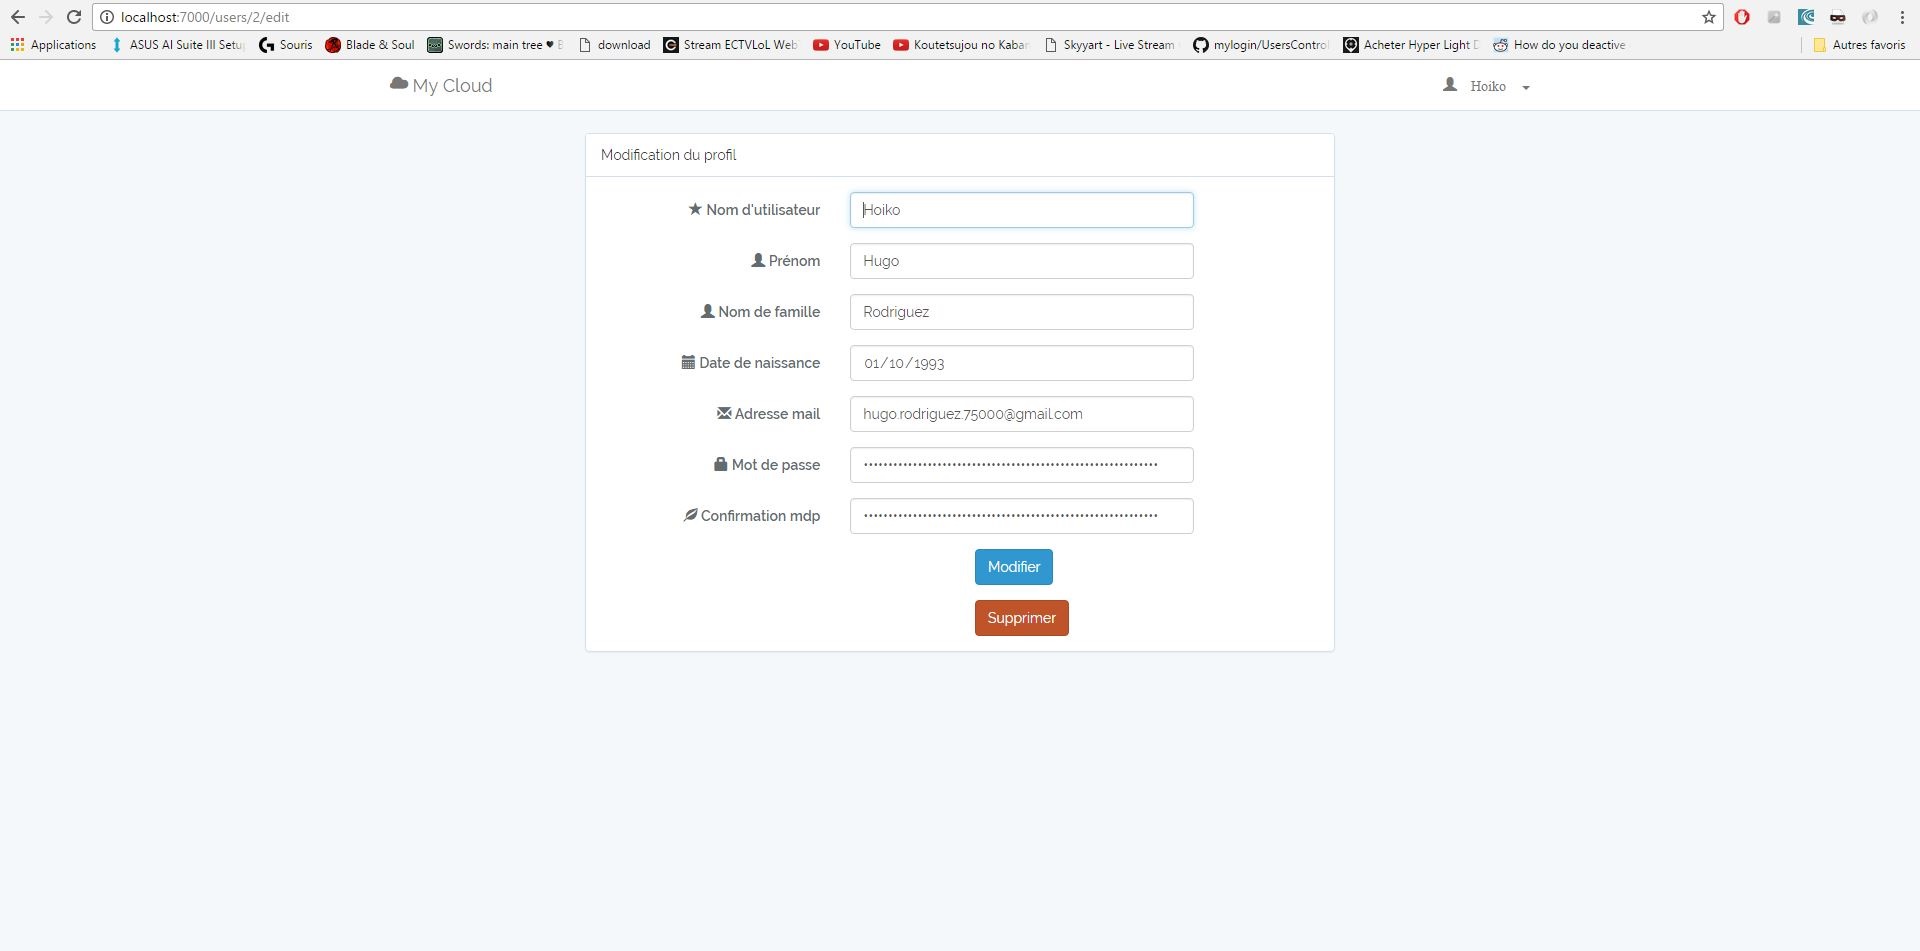 localhost:7000/users/2/edit
Applications ASUS AI Suite III Setu Souris Blade & Soul Swords: main tree ♥ B download Stream ECTVLoL Web YouTube Koutetsujou no Kaban Skyyart - Live Stream mylogin/UsersControl Acheter Hyper Light D How do you deactive Autres favoris
My Cloud Hoiko
Modification du profil
Nom d'utilisateur Hoiko
Prénom Hugo
Nom de famille Rodriguez
Date de naissance 01/10/1993
Adresse mail hugo.rodriguez.75000@gmail.com
Mot de passe
Confirmation mdp
Modifier
Supprimer